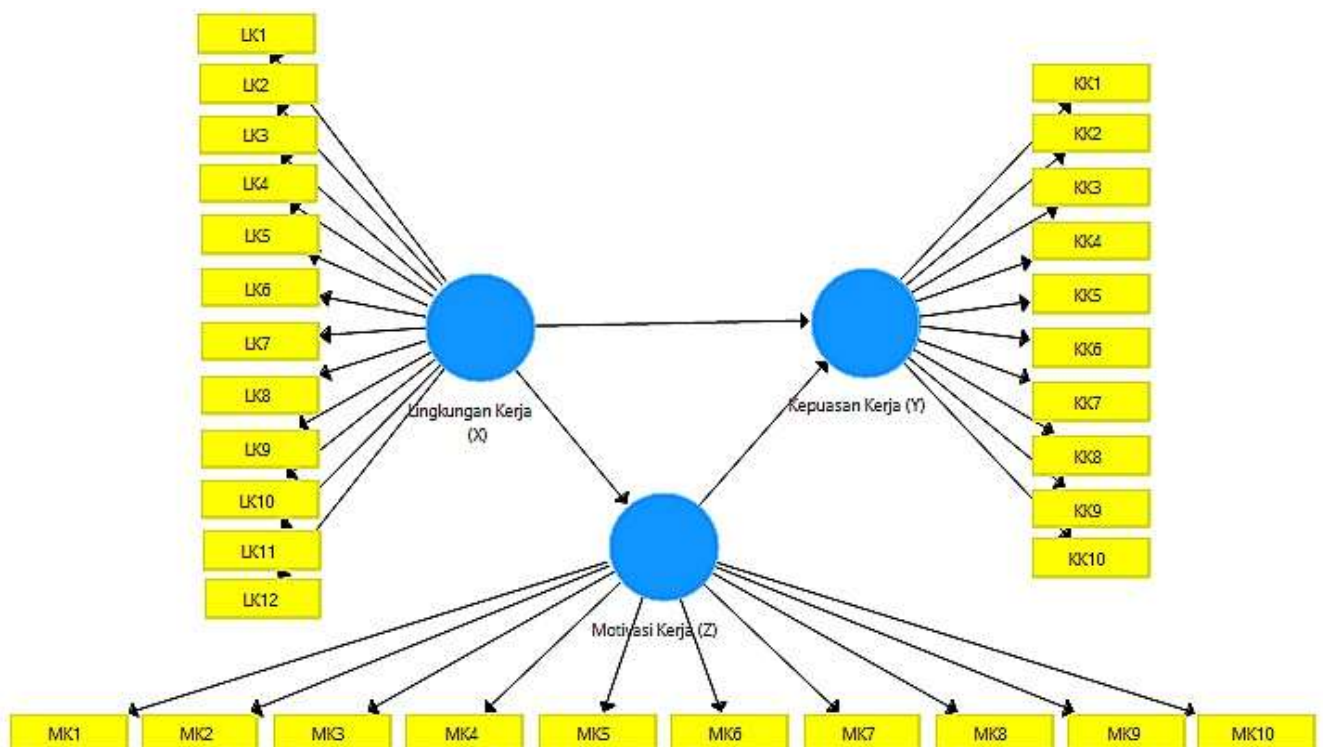 LK1
LK2
LK3
LK4
LK5
LK6
LK7
LK8
LK9
LK10
LK11
LK12
Lingkungan Kerja
(X)
Kepuasan Kerja (Y)
Motivasi Kerja (Z)
KK1
KK2
KK3
KK4
KK5
KK6
KK7
KK8
KK9
KK10
MK1
MK2
MK3
MK4
MK5
MK6
MK7
MK8
MK9
MK10